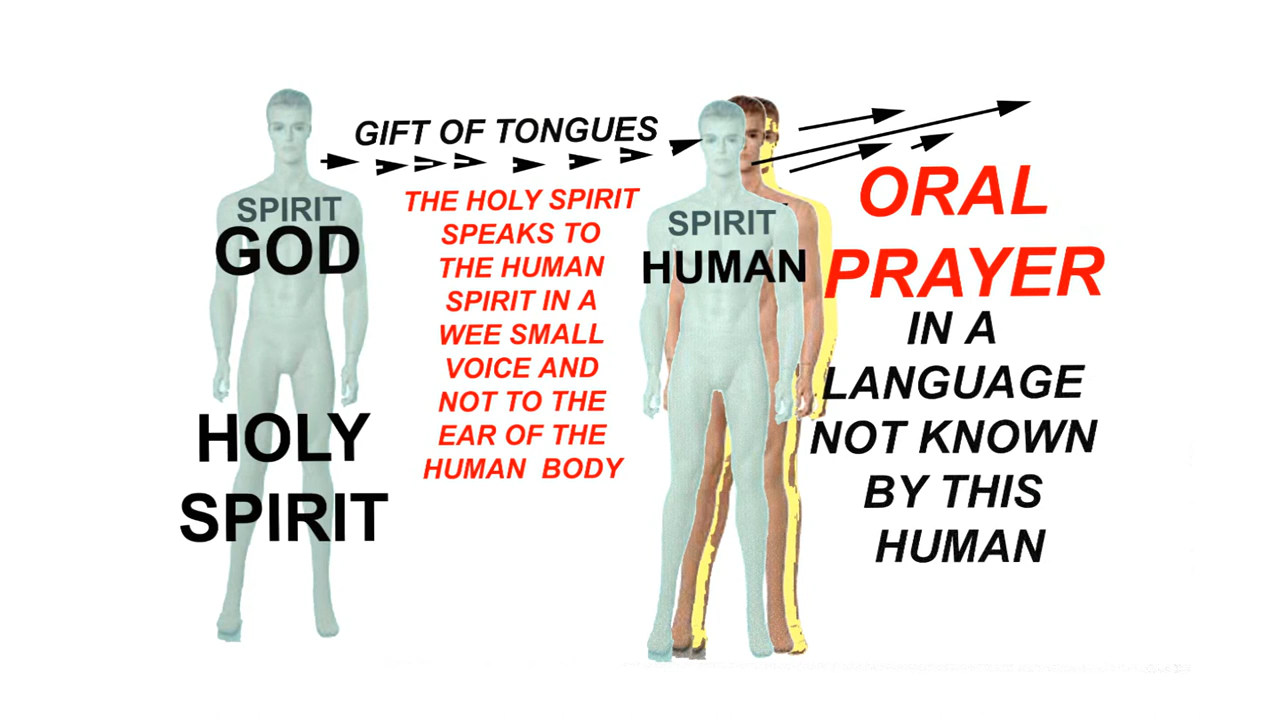 SPIRIT
GOD
HOLY
SPIRIT
GIFT OF TONGUES
THE HOLY SPIRIT
SPEAKS TO
THE HUMAN
SPIRIT IN A
WEE SMALL
VOICE AND
NOT TO THE
EAR OF THE
HUMAN BODY
SPIRIT
HUMAN
ORAL
PRAYER
IN A
LANGUAGE
NOT KNOWN
BY THIS
HUMAN